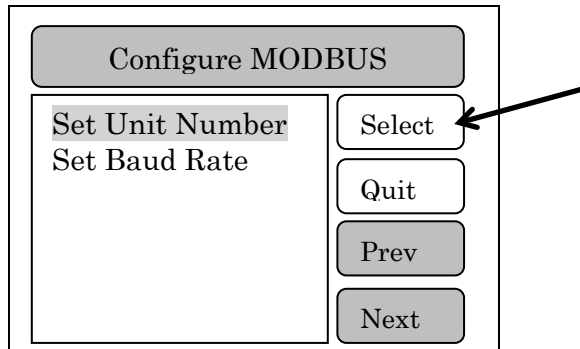 Configure MODBUS
Set Unit Number
Set Baud Rate
Select
Quit
Prev
Next